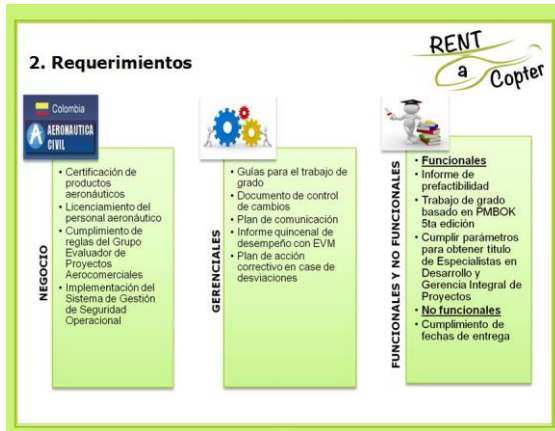 RENT
a
Copter
2. Requerimientos
Colombia
AERONAUTICA
CIVIL
NEGOCIO
• Certificación de
productos
aeronáuticos
• Licenciamiento del
personal aeronáutico
• Cumplimiento de
reglas del Grupo
Evaluador de
Proyectos
Aerocomerciales
• Implementación del
Sistema de Gestión
de Seguridad
Operacional
GERENCIALES
• Guías para el trabajo de
grado
• Documento de control
de cambios
• Plan de comunicación
• Informe quincenal de
desempeño con EVM
• Plan de acción
correctivo en caso de
desviaciones
FUNCIONALES Y NO FUNCIONALES
• Funcionales
• Informe de
prefactibilidad
• Trabajo de grado
basado en PMBOK
5ta edición
• Cumplir parámetros
para obtener titulo
de Especialistas en
Desarrollo y
Gerencia Integral de
Proyectos
• No funcionales
• Cumplimiento de
fechas de entrega